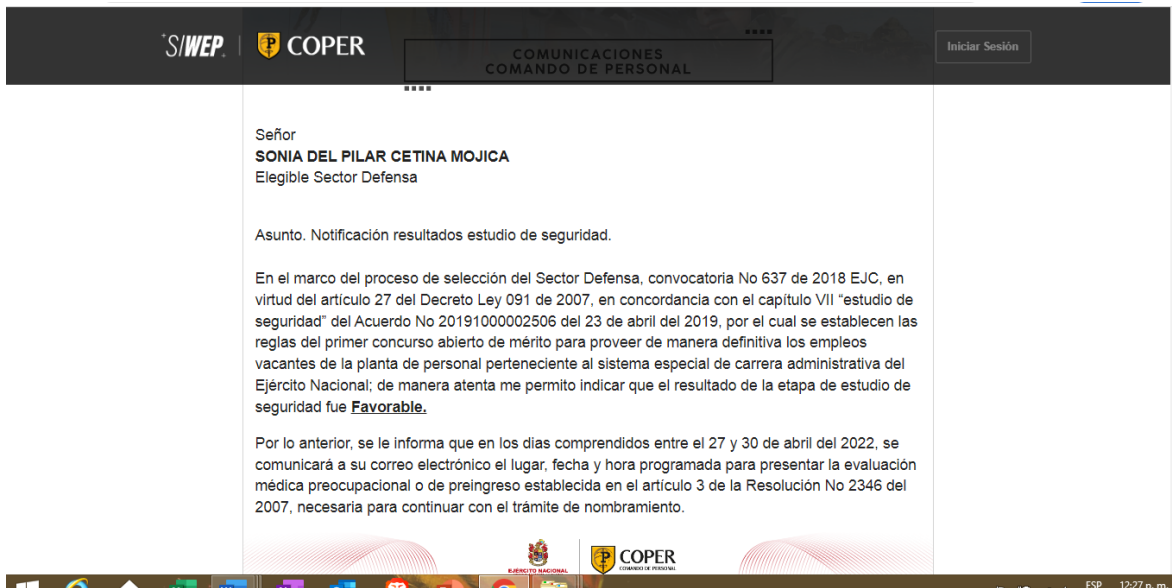 SIWEP
COPER
COMUNICACIONES
COMANDO DE PERSONAL
Iniciar Sesión
Señor
SONIA DEL PILAR CETINA MOJICA
Elegible Sector Defensa
Asunto. Notificación resultados estudio de seguridad.
En el marco del proceso de selección del Sector Defensa, convocatoria No 637 de 2018 EJC, en
virtud del artículo 27 del Decreto Ley 091 de 2007, en concordancia con el capítulo VII “estudio de
seguridad” del Acuerdo No 20191000002506 del 23 de abril del 2019, por el cual se establecen las
reglas del primer concurso abierto de mérito para proveer de manera definitiva los empleos
vacantes de la planta de personal perteneciente al sistema especial de carrera administrativa del
Ejército Nacional; de manera atenta me permito indicar que el resultado de la etapa de estudio de
seguridad fue Favorable.
Por lo anterior, se le informa que en los dias comprendidos entre el 27 y 30 de abril del 2022, se
comunicará a su correo electrónico el lugar, fecha y hora programada para presentar la evaluación
médica preocupacional o de preingreso establecida en el artículo 3 de la Resolución No 2346 del
2007, necesaria para continuar con el trámite de nombramiento.
EJÉRCITO NACIONAL
COPER
COMANDO DE PERSONAL
ESP
12:27 p. m.